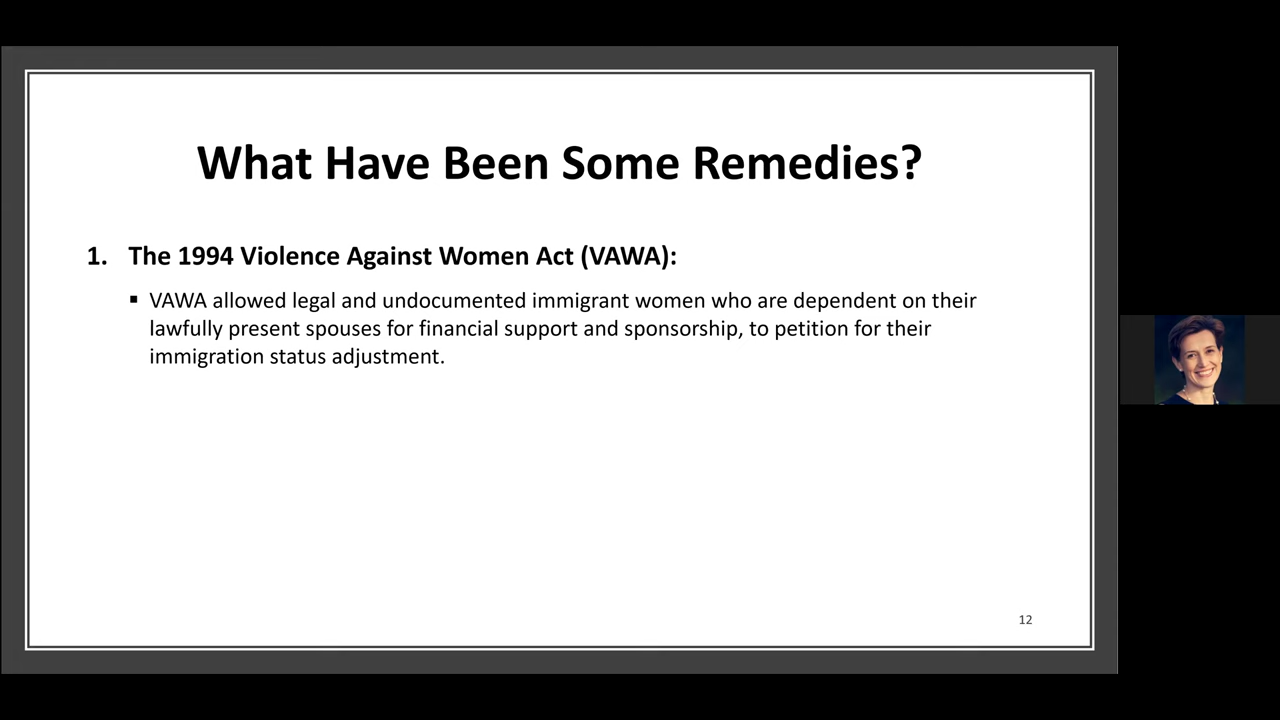 What Have Been Some Remedies?
1. The 1994 Violence Against Women Act (VAWA):
▪ VAWA allowed legal and undocumented immigrant women who are dependent on their
lawfully present spouses for financial support and sponsorship, to petition for their
immigration status adjustment.
12